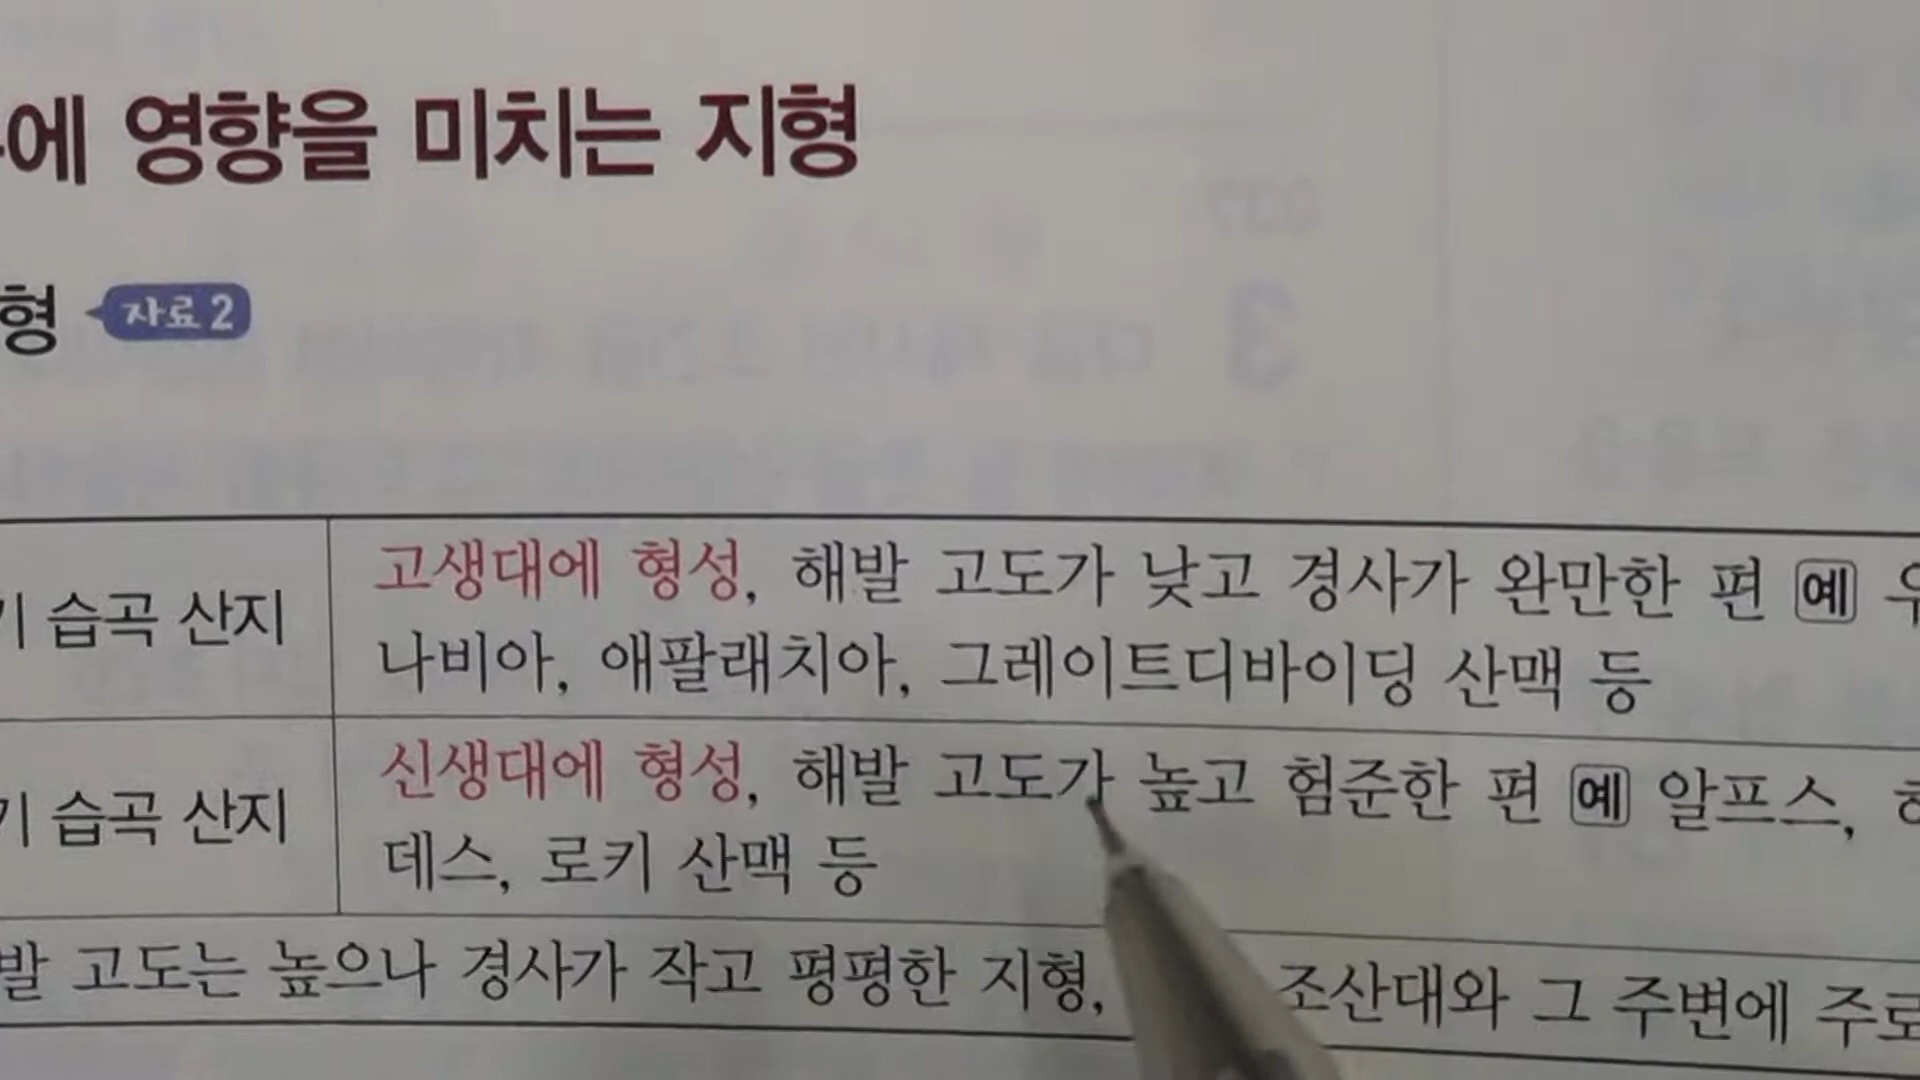 에 영향을 미치는 지형
형 자료2
기 습곡 산지
고생대에 형성, 해발 고도가 낮고 경사가 완만한 편 예 우
나비아, 애팔래치아, 그레이트디바이딩 산맥 등
기 습곡 산지
신생대에 형성, 해발 고도가 높고 험준한 편 예 알프스, 히
데스, 로키 산맥 등
발 고도는 높으나 경사가 작고 평평한 지형, 조산대와 그 주변에 주로